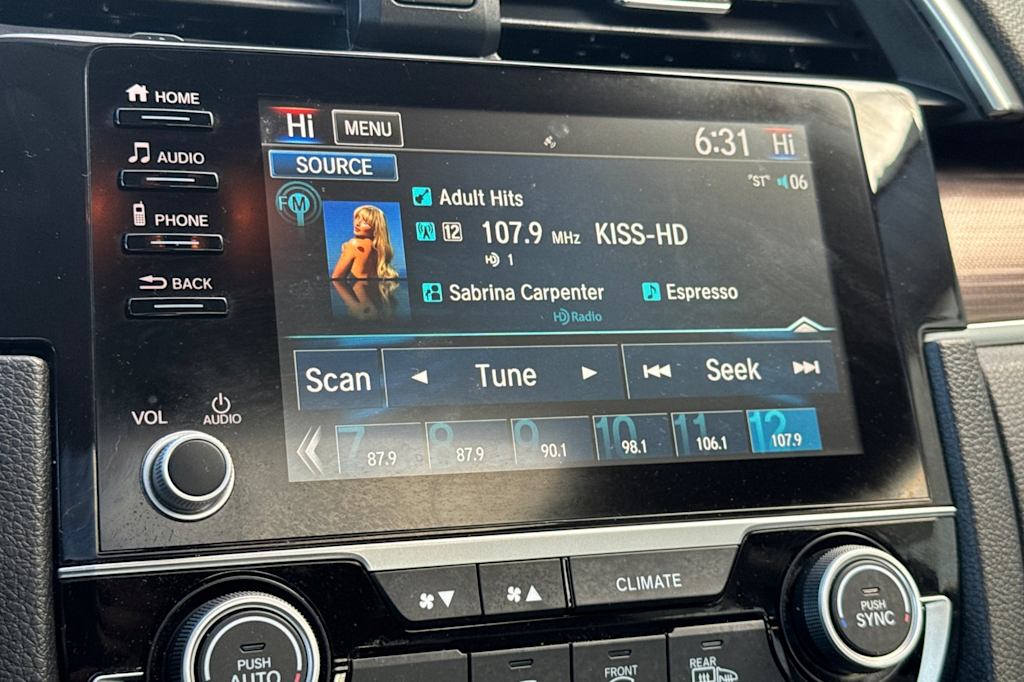 HOME
AUDIO
PHONE
BACK
VOL
AUDIO
Hi MENU 6:31 Hi
SOURCE "ST" 06
FM
Adult Hits
12 107.9 MHz KISS-HD
HD 1
Sabrina Carpenter Espresso
HD Radio
Scan Tune Seek
7 87.9 8 87.9 9 90.1 10 98.1 11 106.1 12 107.9
CLIMATE
PUSH
AUTO
PUSH
SYNC
FRONT
REAR